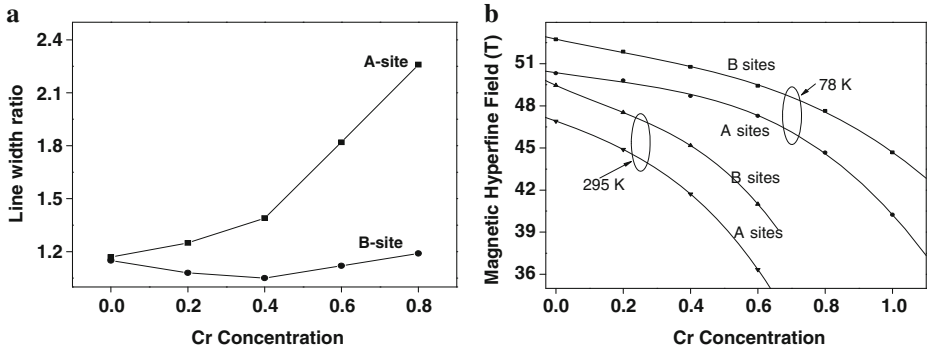 a
2.4
2.1
1.8
1.5
1.2
Line width ratio
A-site
B-site
0.0 0.2 0.4 0.6 0.8
Cr Concentration
b
51
48
45
42
39
36
Magnetic Hyperfine Field (T)
B sites
78 K
A sites
295 K
B sites
A sites
0.0 0.2 0.4 0.6 0.8 1.0
Cr Concentration